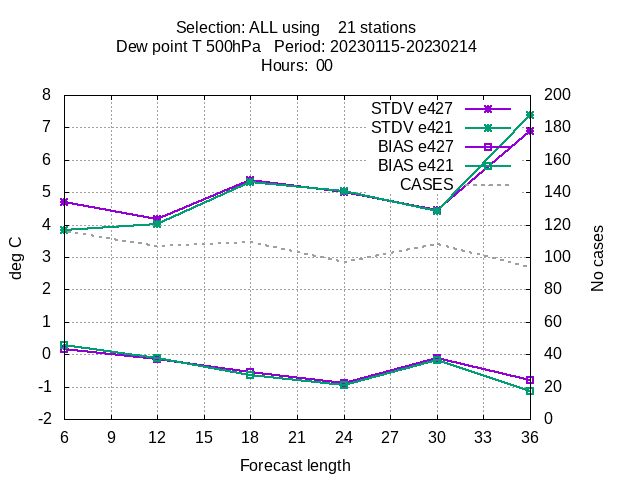 Selection: ALL using    21 stations
Dew point T 500hPa   Period: 20230115-20230214
Hours:  00
8
7
6
5
4
3
2
1
0
-1
-2
200
180
160
140
120
100
80
60
40
20
0
STDV e427
STDV e421
BIAS e427
BIAS e421
CASES
deg C
No cases
6 9 12 15 18 21 24 27 30 33 36
Forecast length